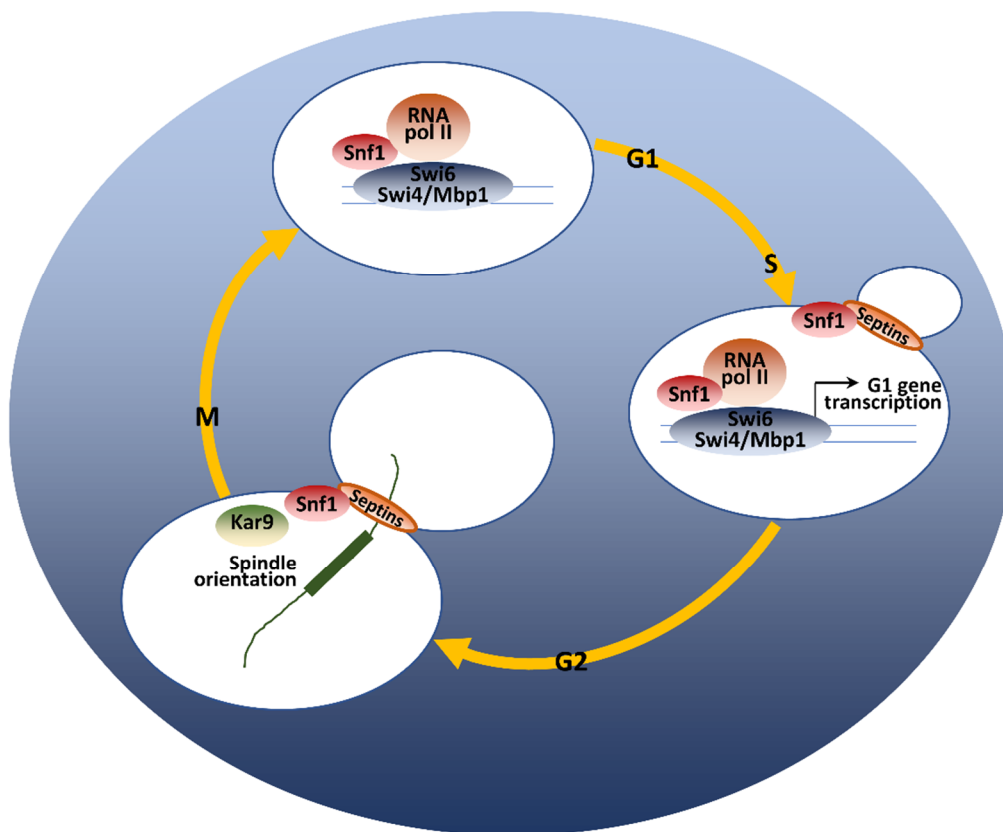 RNA
pol II
Snf1
Swi6
Swi4/Mbp1
G1
S
Snf1
Septins
RNA
pol II
Snf1
G1 gene
transcription
Swi6
Swi4/Mbp1
M
Snf1
Septins
Kar9
Spindle
orientation
G2